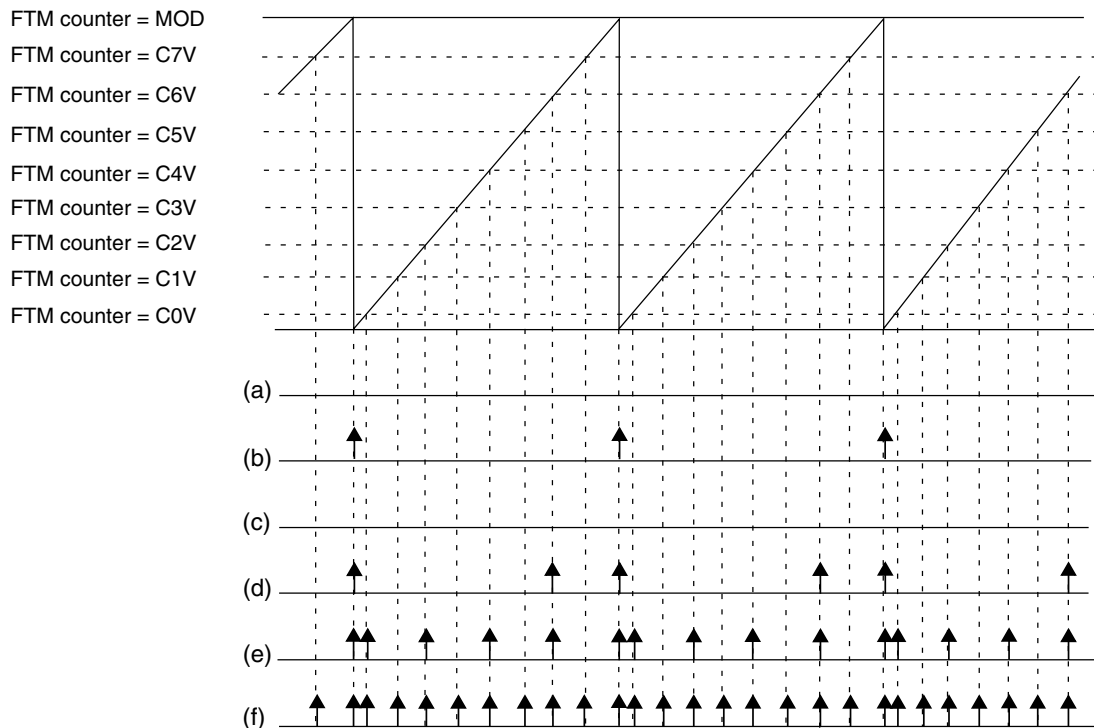 FTM counter = MOD
FTM counter = C7V
FTM counter = C6V
FTM counter = C5V
FTM counter = C4V
FTM counter = C3V
FTM counter = C2V
FTM counter = C1V
FTM counter = C0V
(a)
(b)
(c)
(d)
(e)
(f)